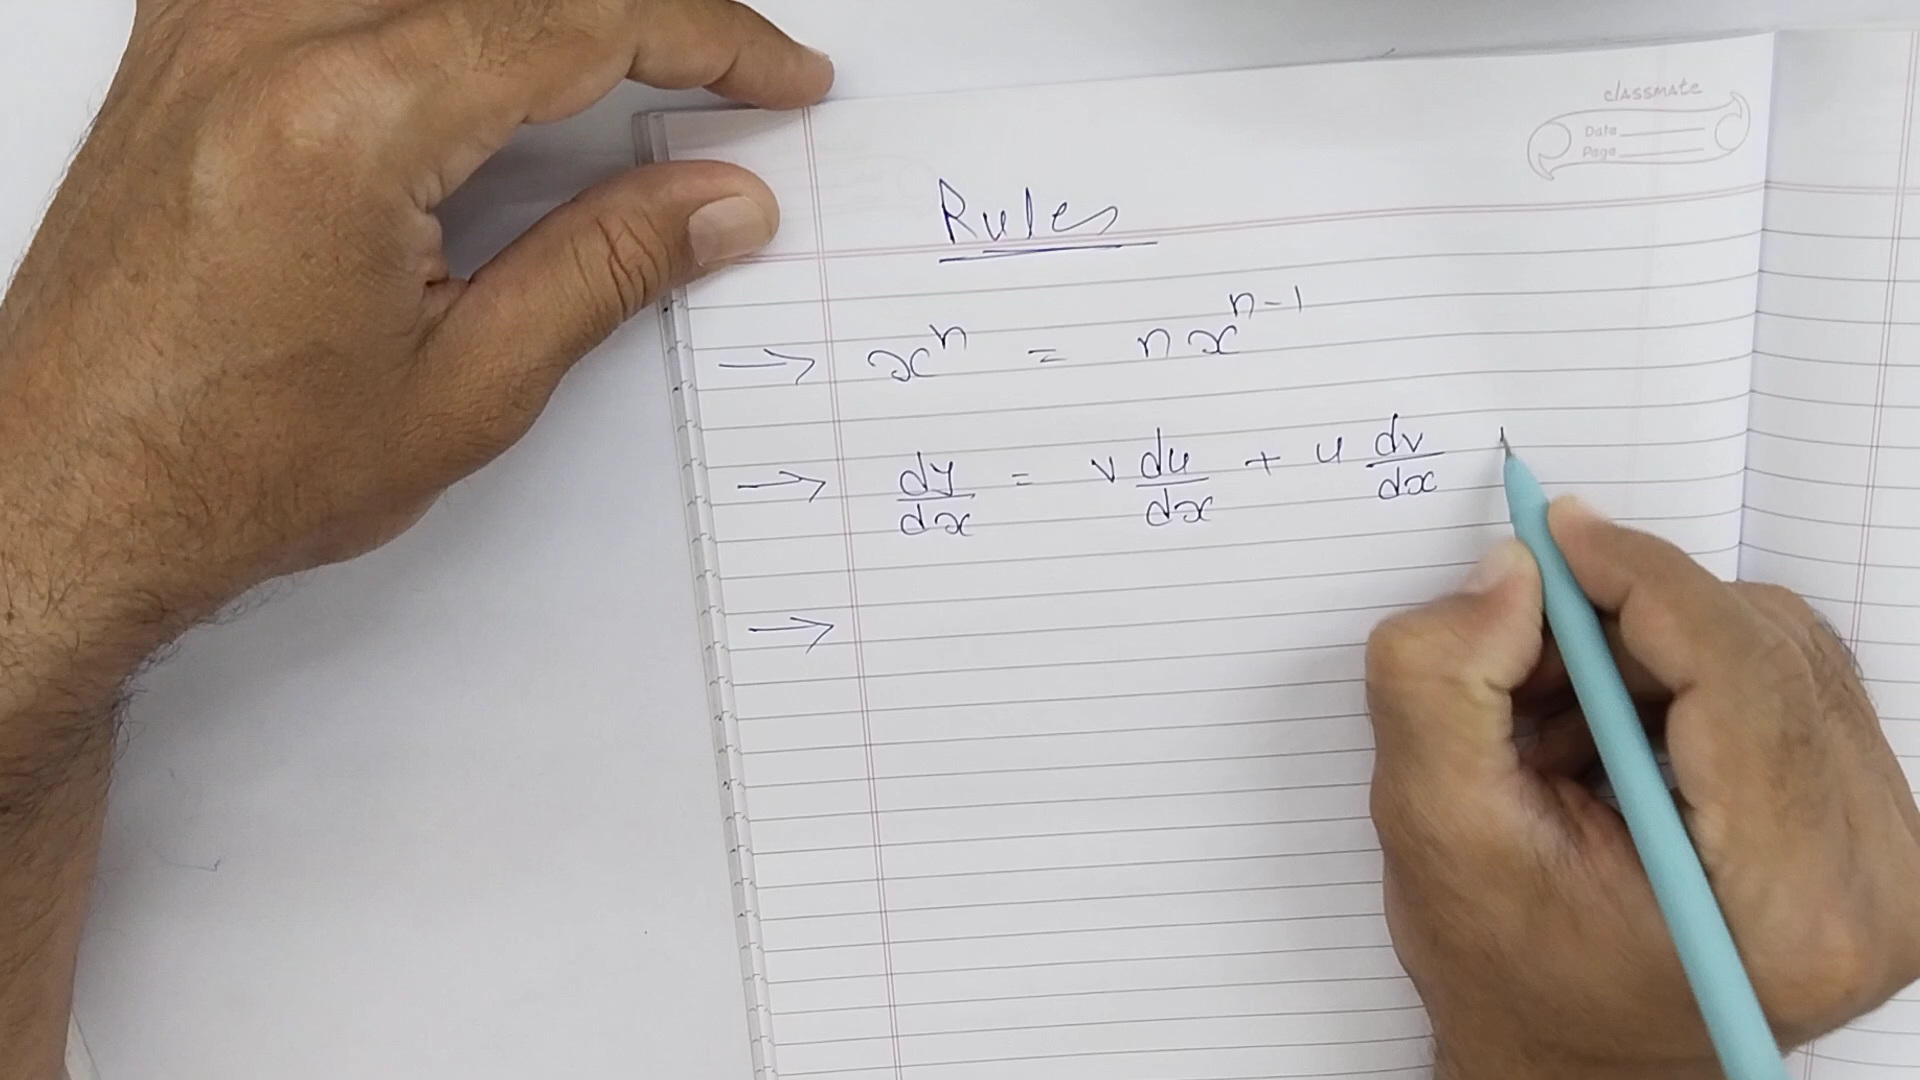 classmate
Date
Page
Rules
→ xⁿ = nxⁿ⁻¹
→ dy/dx = v du/dx + u dv/dx
→